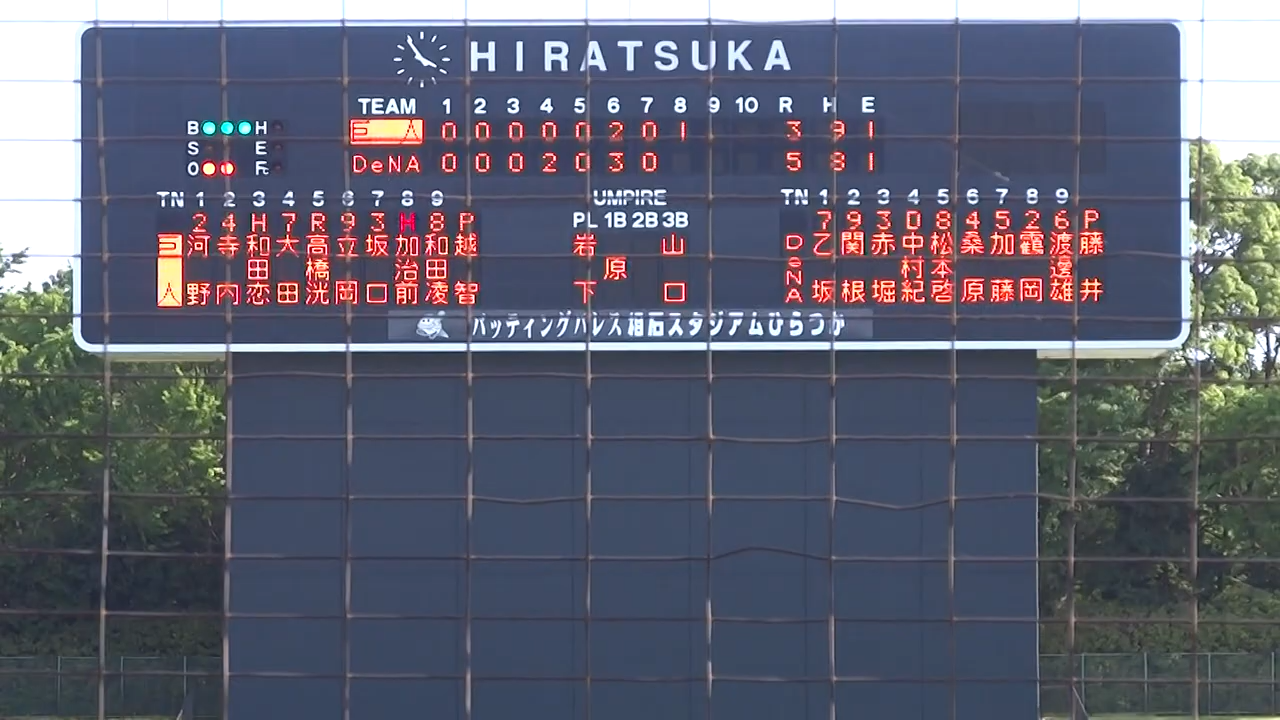 HIRATSUKA
TEAM 1 2 3 4 5 6 7 8 9 10 R H E
B H
巨人 0 0 0 0 0 2 0 1 3 9 1
S E
DeNA 0 0 0 2 0 3 0 5 8 1
O Fc
TN 1 2 3 4 5 6 7 8 9
2 4 H 7 R 9 3 H 8 P
巨人 河野 寺内 和田恋 大田 高橋洸 立岡 坂口 加治前 和田凌 越智
UMPIRE
PL 1B 2B 3B
岩下 原 山口
TN 1 2 3 4 5 6 7 8 9
7 9 3 D 8 4 5 2 6 P
DeNA 乙坂 関根 赤堀 中村紀 松本啓 桑原 加藤 靍岡 渡邊雄 藤井
バッティングパレス相石スタジアムひらつか